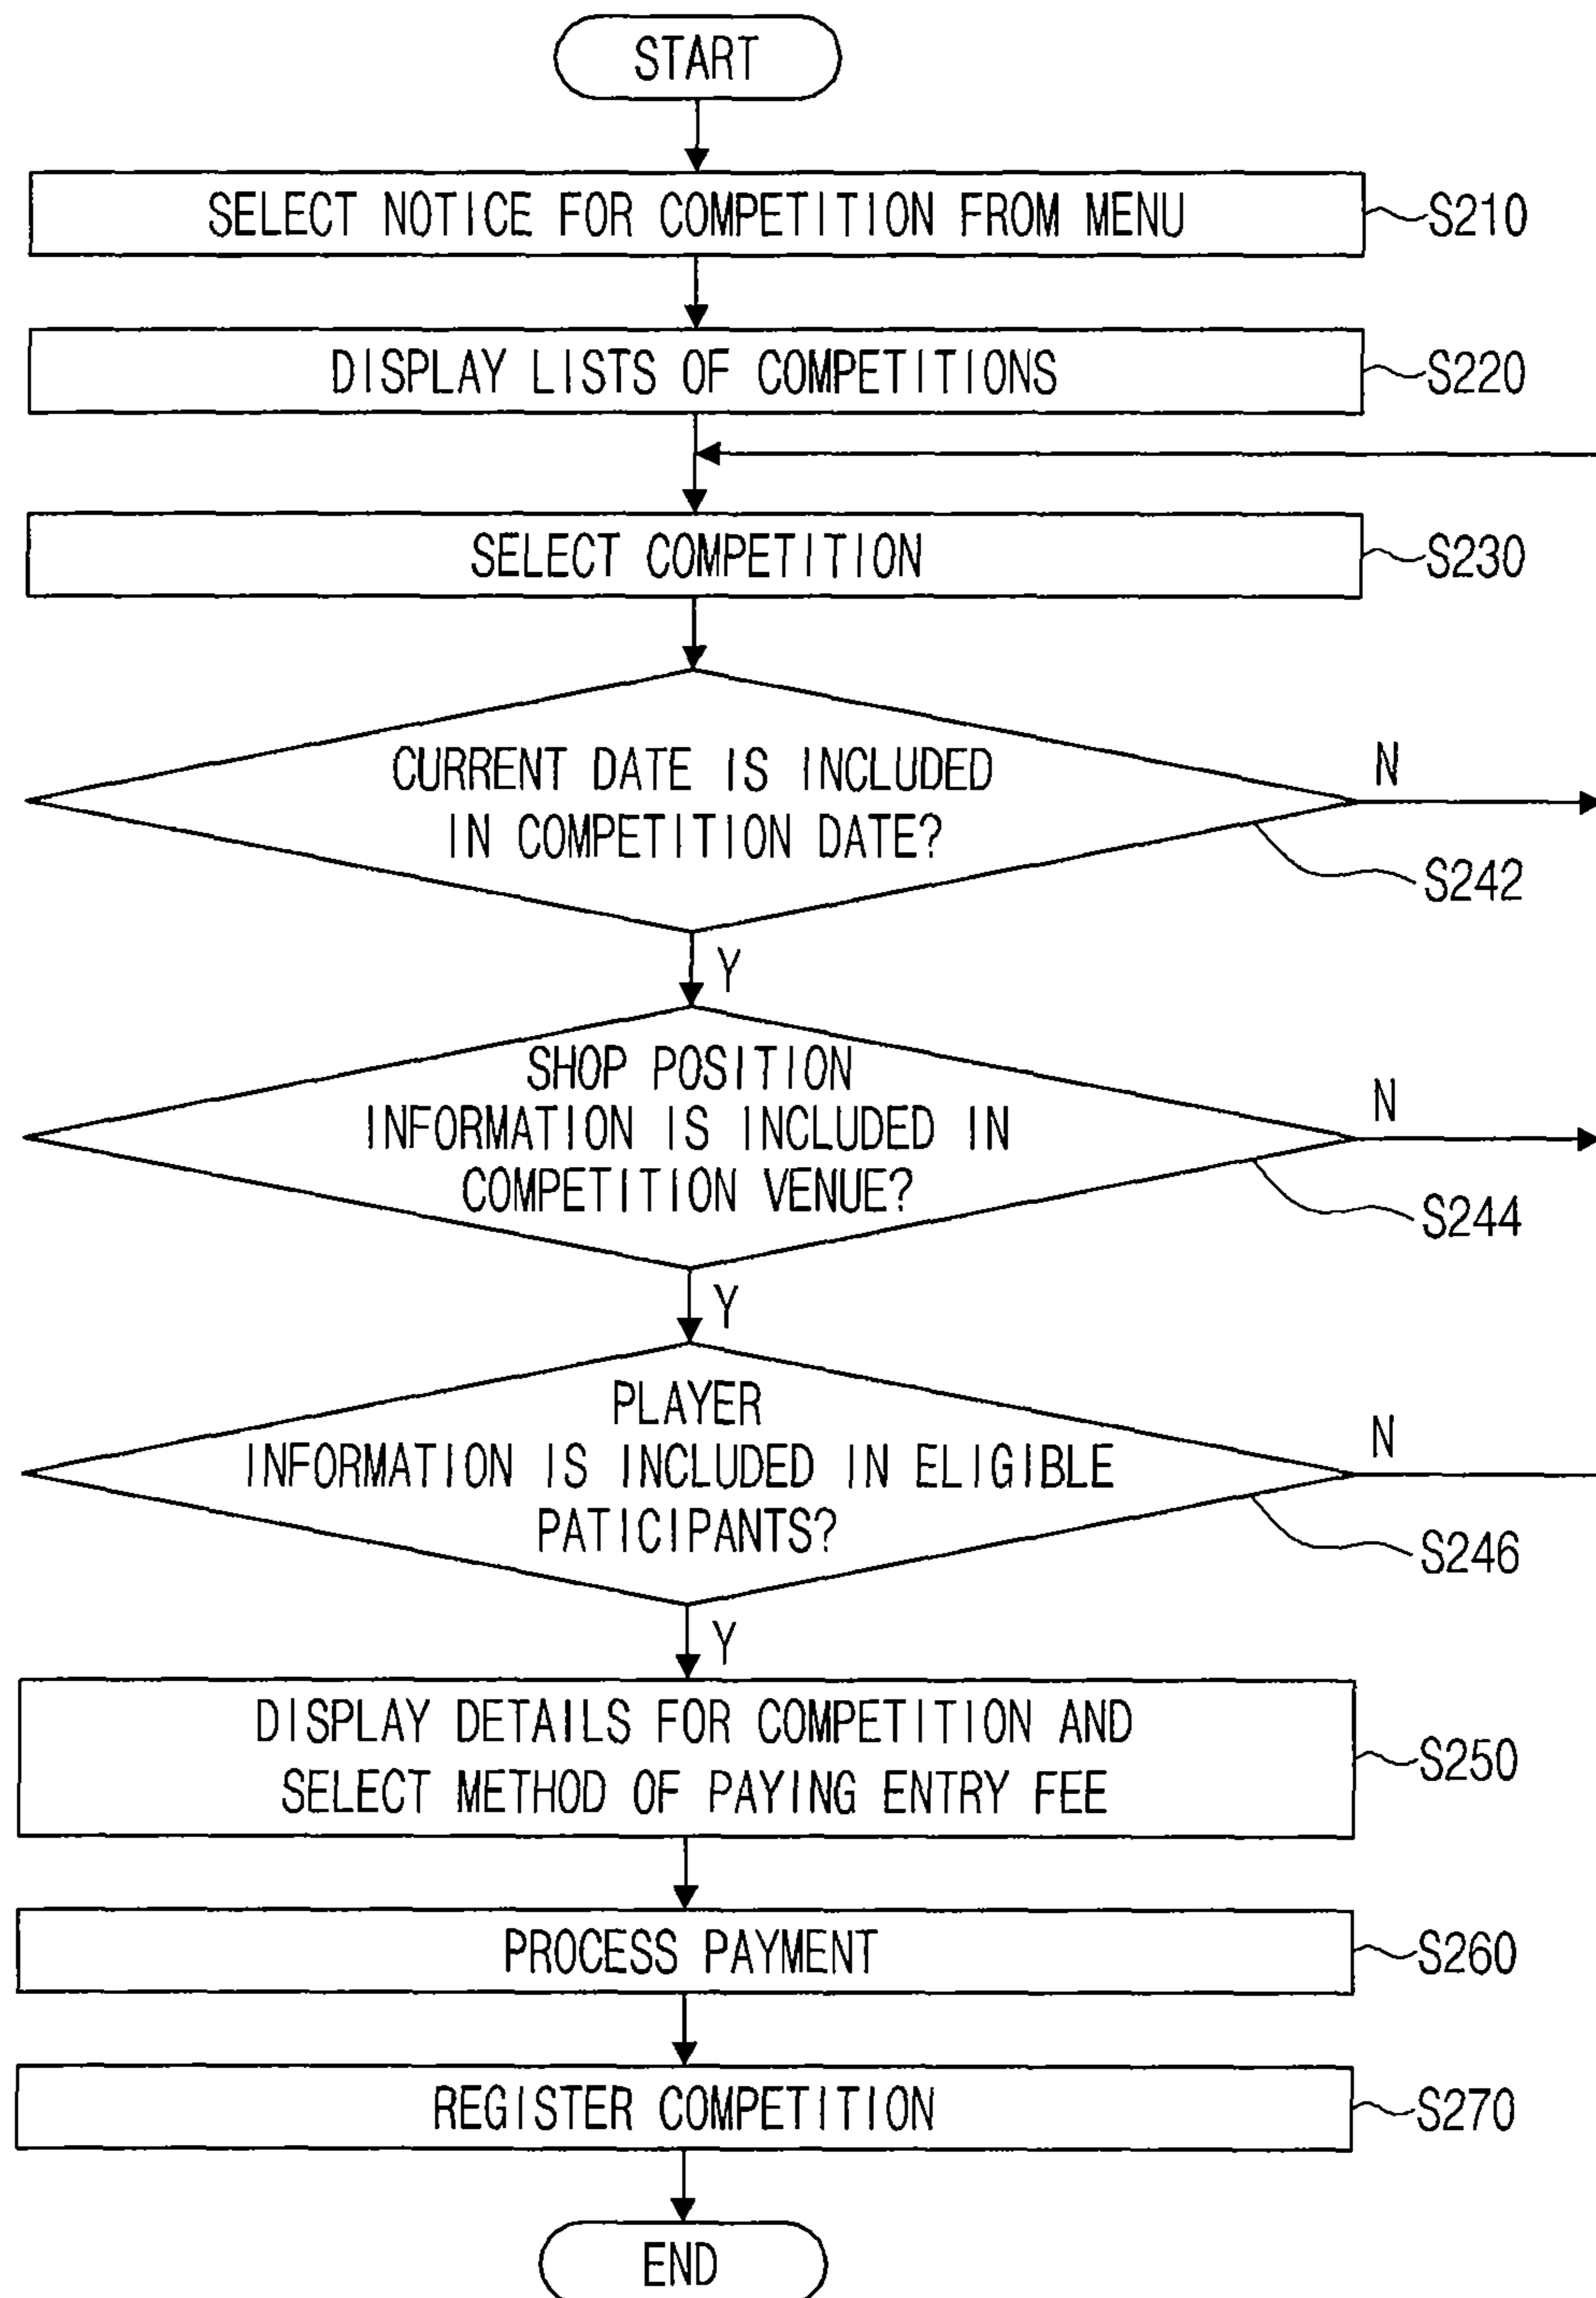 START
SELECT NOTICE FOR COMPETITION FROM MENU
S210
DISPLAY LISTS OF COMPETITIONS
S220
SELECT COMPETITION
S230
CURRENT DATE IS INCLUDED
IN COMPETITION DATE?
N
S242
Y
SHOP POSITION
INFORMATION IS INCLUDED IN
COMPETITION VENUE?
N
S244
Y
PLAYER
INFORMATION IS INCLUDED IN ELIGIBLE
PATICIPANTS?
N
S246
Y
DISPLAY DETAILS FOR COMPETITION AND
SELECT METHOD OF PAYING ENTRY FEE
S250
PROCESS PAYMENT
S260
REGISTER COMPETITION
S270
END